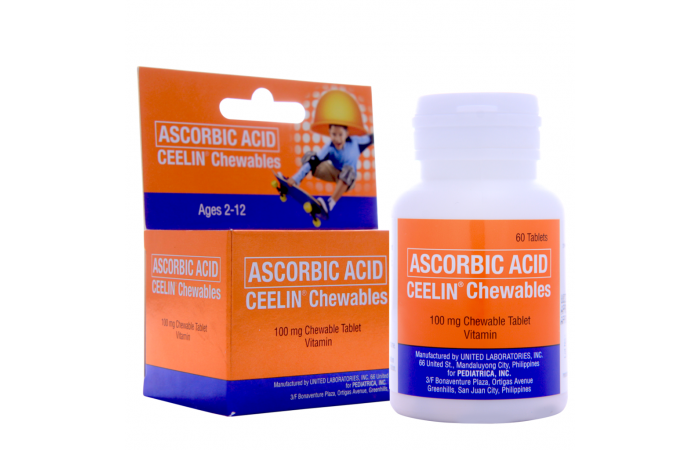 ASCORBIC ACID
CEELIN® Chewables
Ages 2-12
ASCORBIC ACID
CEELIN® Chewables
100 mg Chewable Tablet
Vitamin
ASCORBIC ACID
CEELIN® Chewables
100 mg Chewable Tablet
Vitamin
Manufactured by UNITED LABORATORIES, INC. 66 United
for PEDIATRICA, INC.
3/F Bonaventure Plaza, Ortigas Avenue, Greenhills,
60 Tablets
ASCORBIC ACID
CEELIN® Chewables
100 mg Chewable Tablet
Vitamin
Manufactured by UNITED LABORATORIES, INC.
66 United St., Mandaluyong City, Philippines
for PEDIATRICA, INC.
3/F Bonaventure Plaza, Ortigas Avenue
Greenhills, San Juan City, Philippines